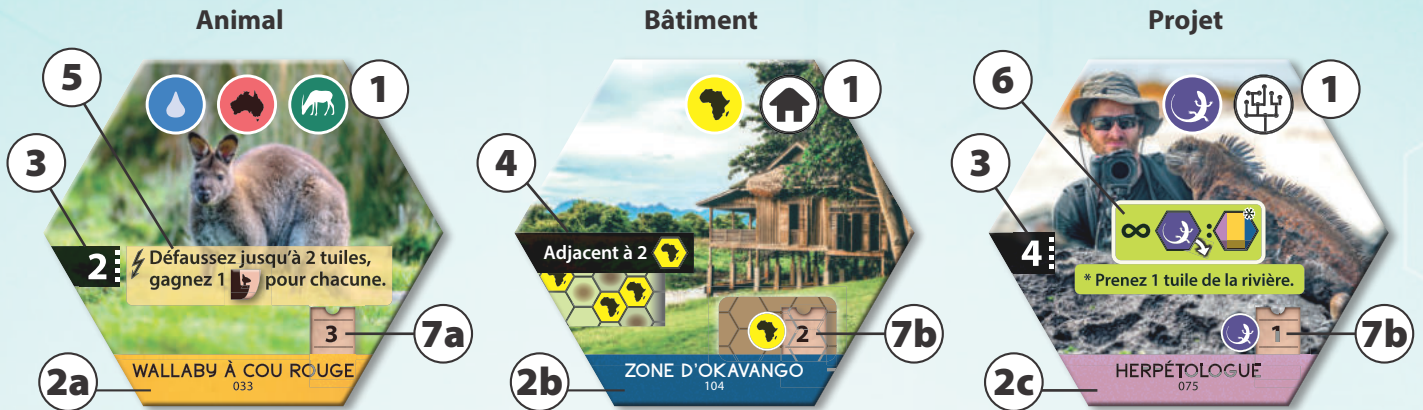 Animal
Bâtiment
Projet
5
1
3
2
Défaussez jusqu'à 2 tuiles,
gagnez 1 pour chacune.
3
7a
2a
WALLABY À COU ROUGE
033
1
4
Adjacent à 2
2
7b
2b
ZONE D'OKAVANGO
104
6
1
3
4
∞ : *
* Prenez 1 tuile de la rivière.
1
7b
2c
HERPÉTOLOGUE
075